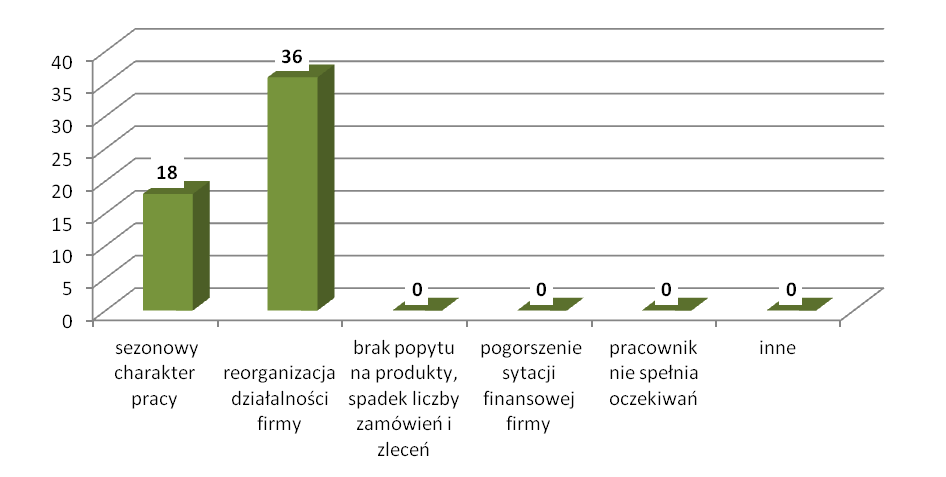 40
35
30
25
20
15
10
5
0
18
36
0
0
0
0
sezonowy
charakter
pracy
reorganizacja
działalności
firmy
brak popytu
na produkty,
spadek liczby
zamówień i
zleceń
pogorszenie
sytacji
finansowej
firmy
pracownik
nie spełnia
oczekiwań
inne